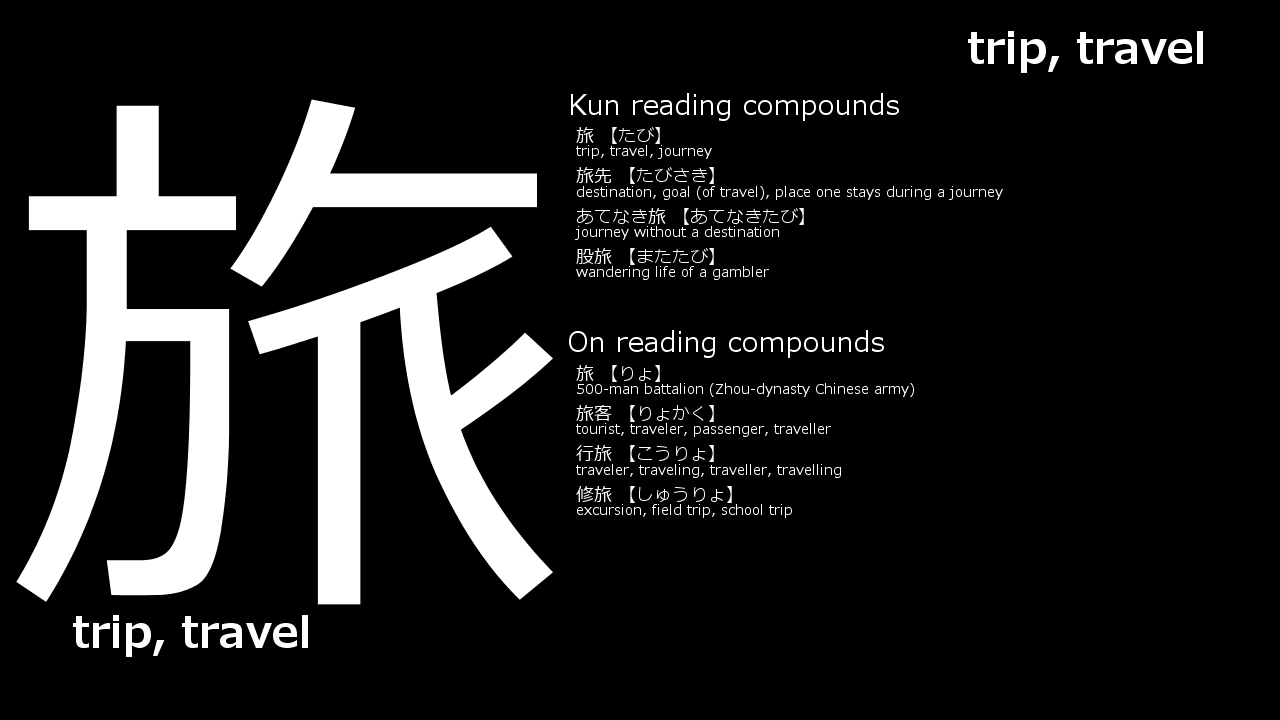 trip, travel
旅
trip, travel
Kun reading compounds
旅 【たび】
trip, travel, journey
旅先 【たびさき】
destination, goal (of travel), place one stays during a journey
あてなき旅 【あてなきたび】
journey without a destination
股旅 【またたび】
wandering life of a gambler
On reading compounds
旅 【りょ】
500-man battalion (Zhou-dynasty Chinese army)
旅客 【りょかく】
tourist, traveler, passenger, traveller
行旅 【こうりょ】
traveler, traveling, traveller, travelling
修旅 【しゅうりょ】
excursion, field trip, school trip